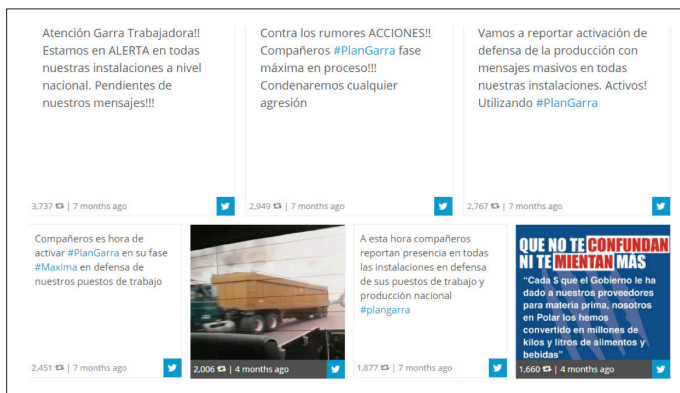 Atención Garra Trabajadora!!
Estamos en ALERTA en todas
nuestras instalaciones a nivel
nacional. Pendientes de
nuestros mensajes!!!
3,737 | 7 months ago
Contra los rumores ACCIONES!!
Compañeros #PlanGarra fase
máxima en proceso!!!
Condenaremos cualquier
agresión
2,949 | 7 months ago
Vamos a reportar activación de
defensa de la producción con
mensajes masivos en todas
nuestras instalaciones. Activos!
Utilizando #PlanGarra
2,767 | 7 months ago
Compañeros es hora de
activar #PlanGarra en su fase
#Maxima en defensa de
nuestros puestos de trabajo
2,451 | 7 months ago
2,006 | 4 months ago
A esta hora compañeros
reportan presencia en todas
las instalaciones en defensa
de sus puestos de trabajo y
producción nacional
#plangarra
1,877 | 7 months ago
QUE NO TE CONFUNDAN
NI TE MIENTAN MÁS
"Cada $ que el Gobierno le ha
dado a nuestros proveedores
para materia prima, nosotros
en Polar los hemos
convertido en millones de
kilos y litros de alimentos y
bebidas"
1,660 | 4 months ago